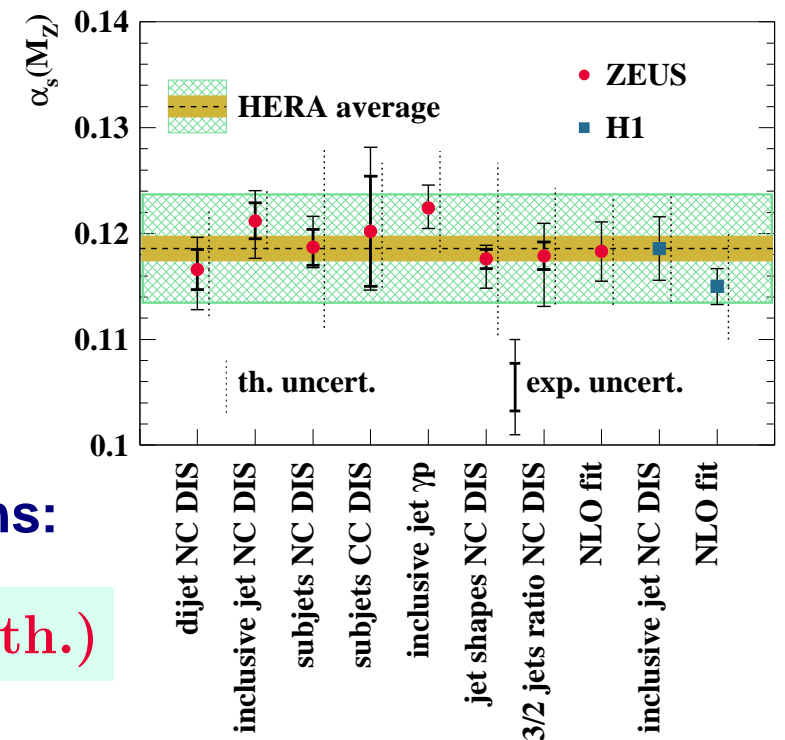 αs(MZ)
0.14
0.13
0.12
0.11
0.1
HERA average
ZEUS
H1
th. uncert.
exp. uncert.
dijet NC DIS
inclusive jet NC DIS
subjets NC DIS
subjets CC DIS
inclusive jet γp
jet shapes NC DIS
3/2 jets ratio NC DIS
NLO fit
inclusive jet NC DIS
NLO fit
ns:
th.)